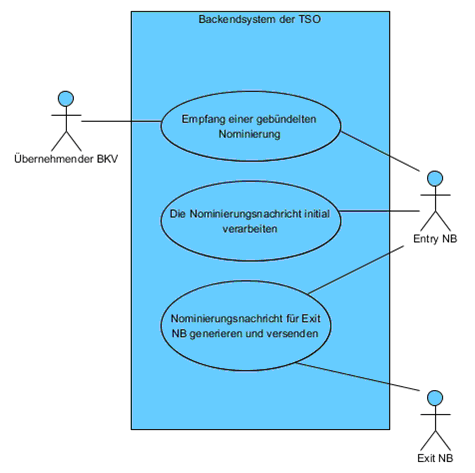 Backendsystem der TSO
Empfang einer gebündelten
Nominierung
Übernehmender BKV
Die Nominierungsnachricht initial
verarbeiten
Entry NB
Nominierungsnachricht für Exit
NB generieren und versenden
Exit NB